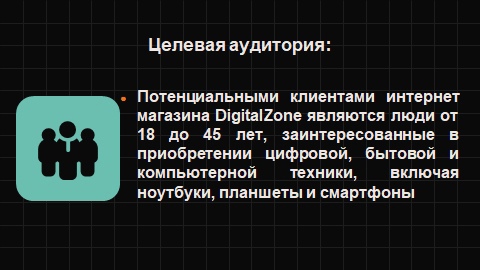 Целевая аудитория:
Потенциальными клиентами интернет
магазина DigitalZone являются люди от
18 до 45 лет, заинтересованные в
приобретении цифровой, бытовой и
компьютерной техники, включая
ноутбуки, планшеты и смартфоны